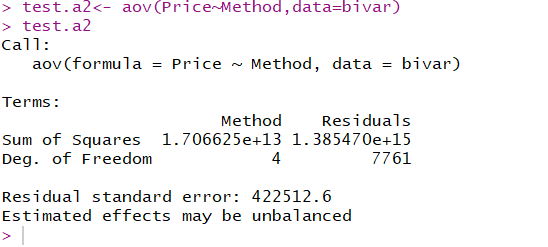 > test.a2<- aov(Price~Method,data=bivar)
> test.a2
Call:
   aov(formula = Price ~ Method, data = bivar)

Terms:
                      Method    Residuals
Sum of Squares  1.706625e+13 1.385470e+15
Deg. of Freedom            4         7761

Residual standard error: 422512.6
Estimated effects may be unbalanced
>